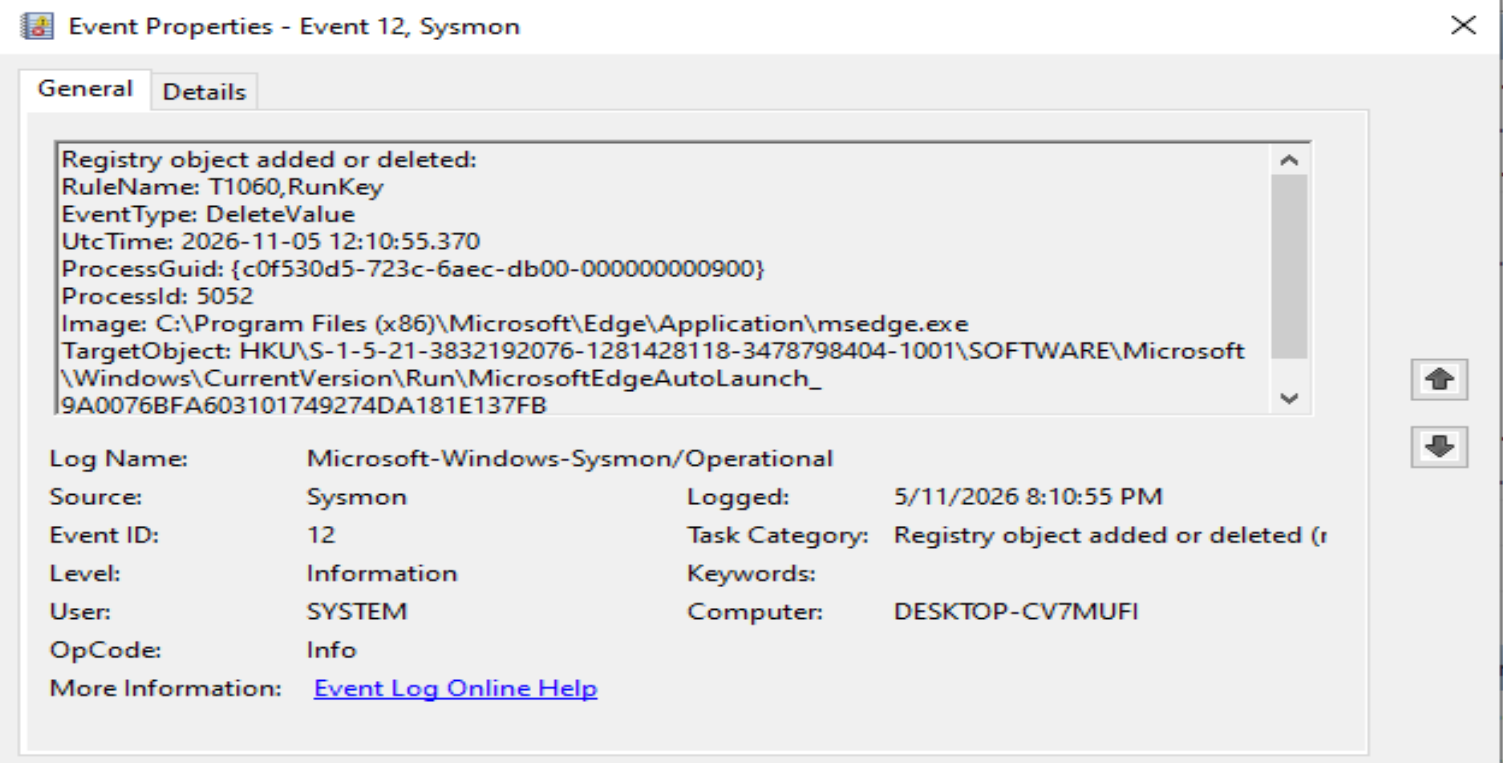 Event Properties - Event 12, Sysmon
General Details
Registry object added or deleted:
RuleName: T1060,RunKey
EventType: DeleteValue
UtcTime: 2026-11-05 12:10:55.370
ProcessGuid: {c0f530d5-723c-6aec-db00-000000000900}
ProcessId: 5052
Image: C:\Program Files (x86)\Microsoft\Edge\Application\msedge.exe
TargetObject: HKU\S-1-5-21-3832192076-1281428118-3478798404-1001\SOFTWARE\Microsoft
\Windows\CurrentVersion\Run\MicrosoftEdgeAutoLaunch_
9A0076BFA603101749274DA181E137FB
Log Name: Microsoft-Windows-Sysmon/Operational
Source: Sysmon Logged: 5/11/2026 8:10:55 PM
Event ID: 12 Task Category: Registry object added or deleted (r
Level: Information Keywords:
User: SYSTEM Computer: DESKTOP-CV7MUFI
OpCode: Info
More Information: Event Log Online Help